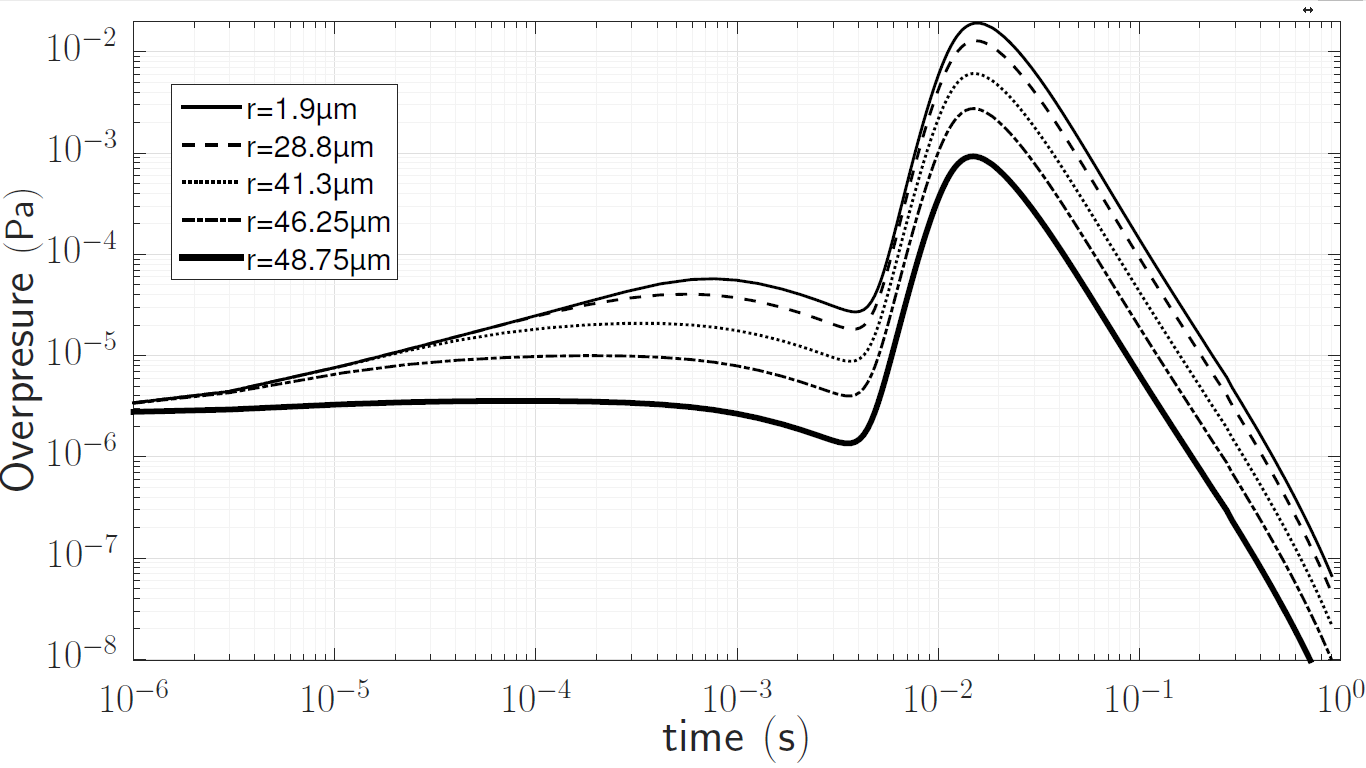 10⁻²
10⁻³
10⁻⁴
10⁻⁵
10⁻⁶
10⁻⁷
10⁻⁸
Overpresure (Pa)
r=1.9μm
r=28.8μm
r=41.3μm
r=46.25μm
r=48.75μm
10⁻⁶ 10⁻⁵ 10⁻⁴ 10⁻³ 10⁻² 10⁻¹ 10⁰
time (s)